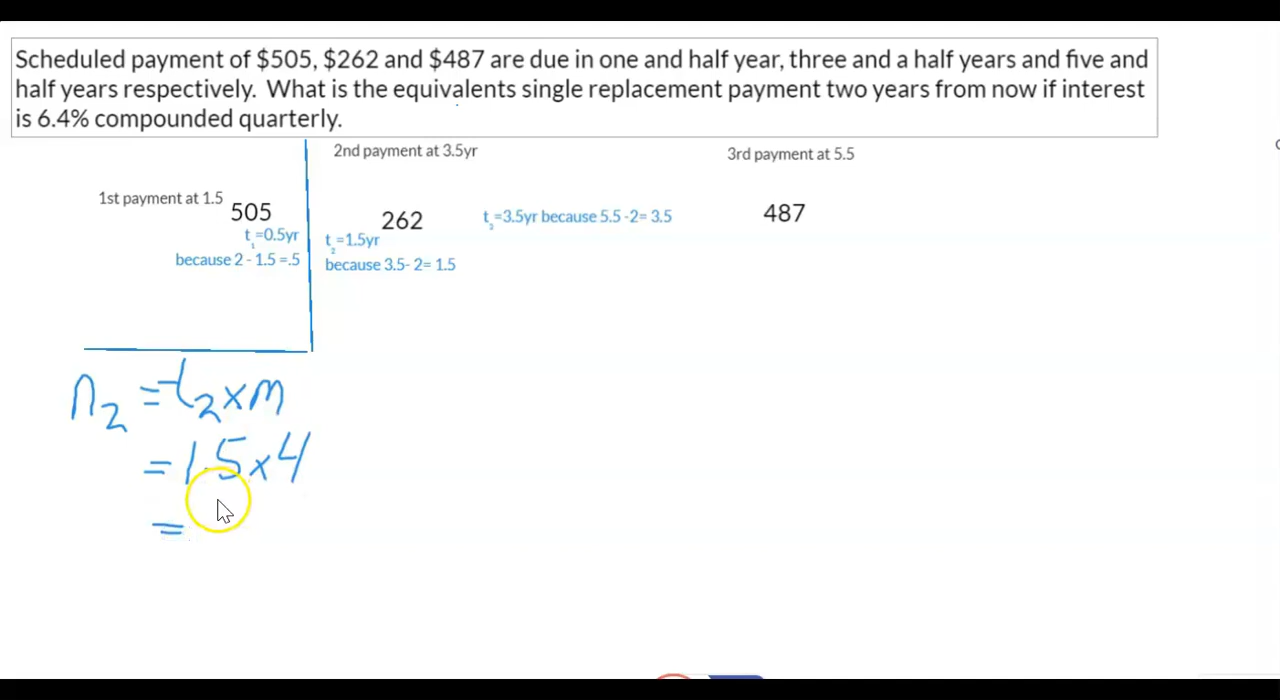 Scheduled payment of $505, $262 and $487 are due in one and half year, three and a half years and five and
half years respectively. What is the equivalents single replacement payment two years from now if interest
is 6.4% compounded quarterly.
2nd payment at 3.5yr
3rd payment at 5.5
1st payment at 1.5
505
t₁=0.5yr
because 2 - 1.5 =.5
262
t₂=1.5yr
because 3.5- 2= 1.5
t₃=3.5yr because 5.5 -2= 3.5
487
n₂ = t₂ x m
= 1.5 x 4
=